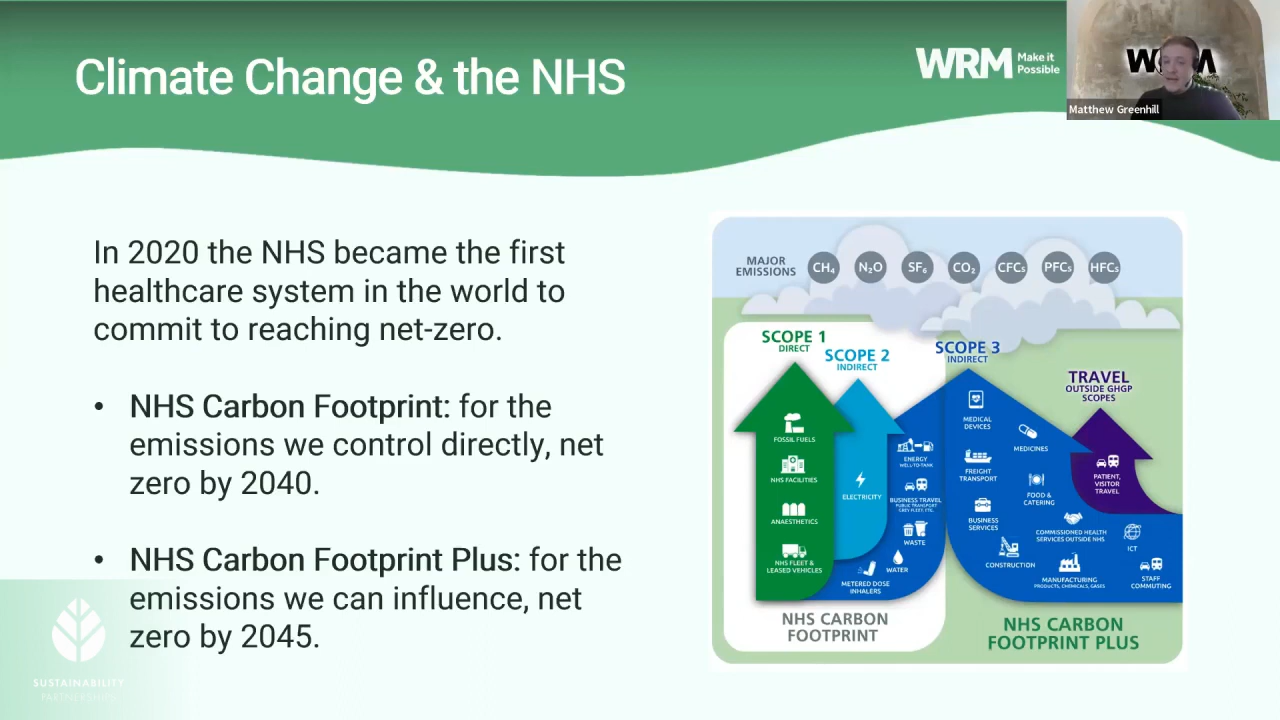 Climate Change & the NHS
WRM Make it
Possible
WRM
Matthew Greenhill
In 2020 the NHS became the first
healthcare system in the world to
commit to reaching net-zero.
• NHS Carbon Footprint: for the
emissions we control directly, net
zero by 2040.
• NHS Carbon Footprint Plus: for the
emissions we can influence, net
zero by 2045.
SUSTAINABILITY
PARTNERSHIPS
MAJOR
EMISSIONS
CH₄ N₂O SF₆ CO₂ CFCs PFCs HFCs
SCOPE 1
DIRECT
SCOPE 2
INDIRECT
SCOPE 3
INDIRECT
TRAVEL
OUTSIDE GHGP
SCOPES
FOSSIL FUELS
NHS FACILITIES
ANAESTHETICS
NHS FLEET &
LEASED VEHICLES
ELECTRICITY
ENERGY
WELL-TO-TANK
BUSINESS TRAVEL
PUBLIC TRANSPORT
GREY FLEET, ETC.
WASTE
WATER
METERED DOSE
INHALERS
MEDICAL
DEVICES
MEDICINES
FREIGHT
TRANSPORT
FOOD &
CATERING
BUSINESS
SERVICES
COMMISSIONED HEALTH
SERVICES OUTSIDE NHS
ICT
CONSTRUCTION
MANUFACTURING
PRODUCTS, CHEMICALS, GASES
STAFF
COMMUTING
PATIENT,
VISITOR
TRAVEL
NHS CARBON
FOOTPRINT
NHS CARBON
FOOTPRINT PLUS